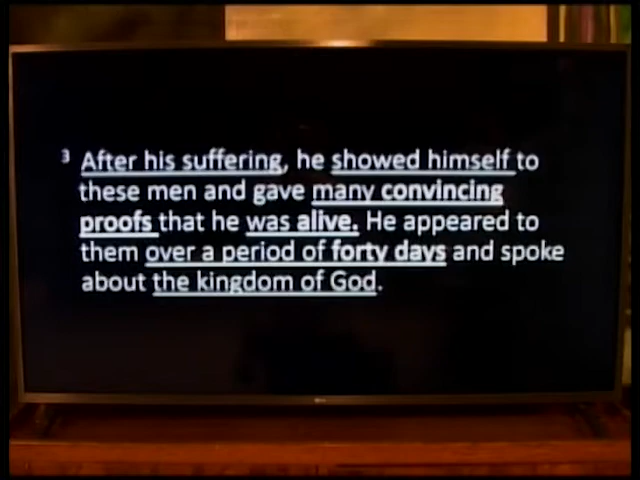 3 After his suffering, he showed himself to
these men and gave many convincing
proofs that he was alive. He appeared to
them over a period of forty days and spoke
about the kingdom of God.